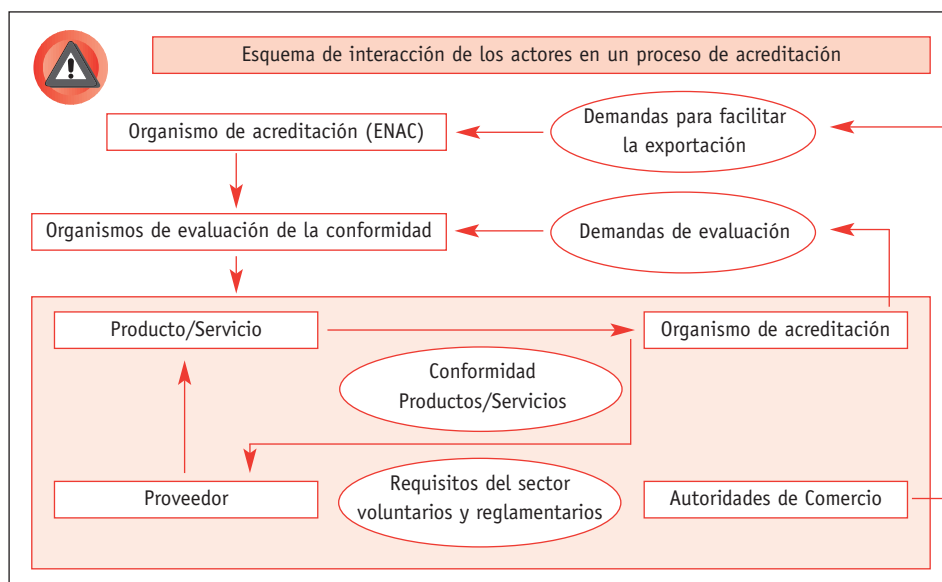 Esquema de interacción de los actores en un proceso de acreditación
Organismo de acreditación (ENAC)
Demandas para facilitar
la exportación
Organismos de evaluación de la conformidad
Demandas de evaluación
Producto/Servicio
Organismo de acreditación
Conformidad
Productos/Servicios
Proveedor
Requisitos del sector
voluntarios y reglamentarios
Autoridades de Comercio